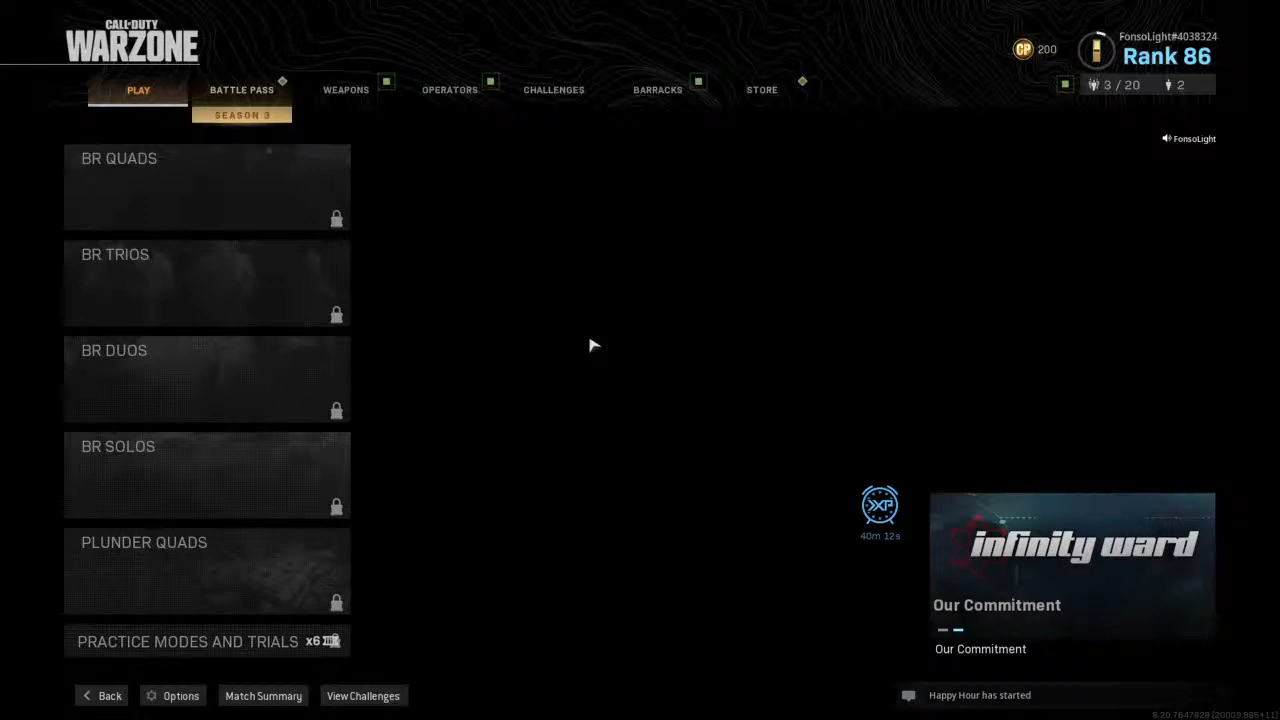 CALL OF DUTY
WARZONE
GP 200
FonsoLight#4038324
Rank 86
PLAY
BATTLE PASS
WEAPONS
OPERATORS
CHALLENGES
BARRACKS
STORE
3 / 20
2
SEASON 3
FonsoLight
BR QUADS
BR TRIOS
BR DUOS
BR SOLOS
PLUNDER QUADS
PRACTICE MODES AND TRIALS x6
XP
40m 12s
infinity ward
Our Commitment
Our Commitment
Back
Options
Match Summary
View Challenges
Happy Hour has started